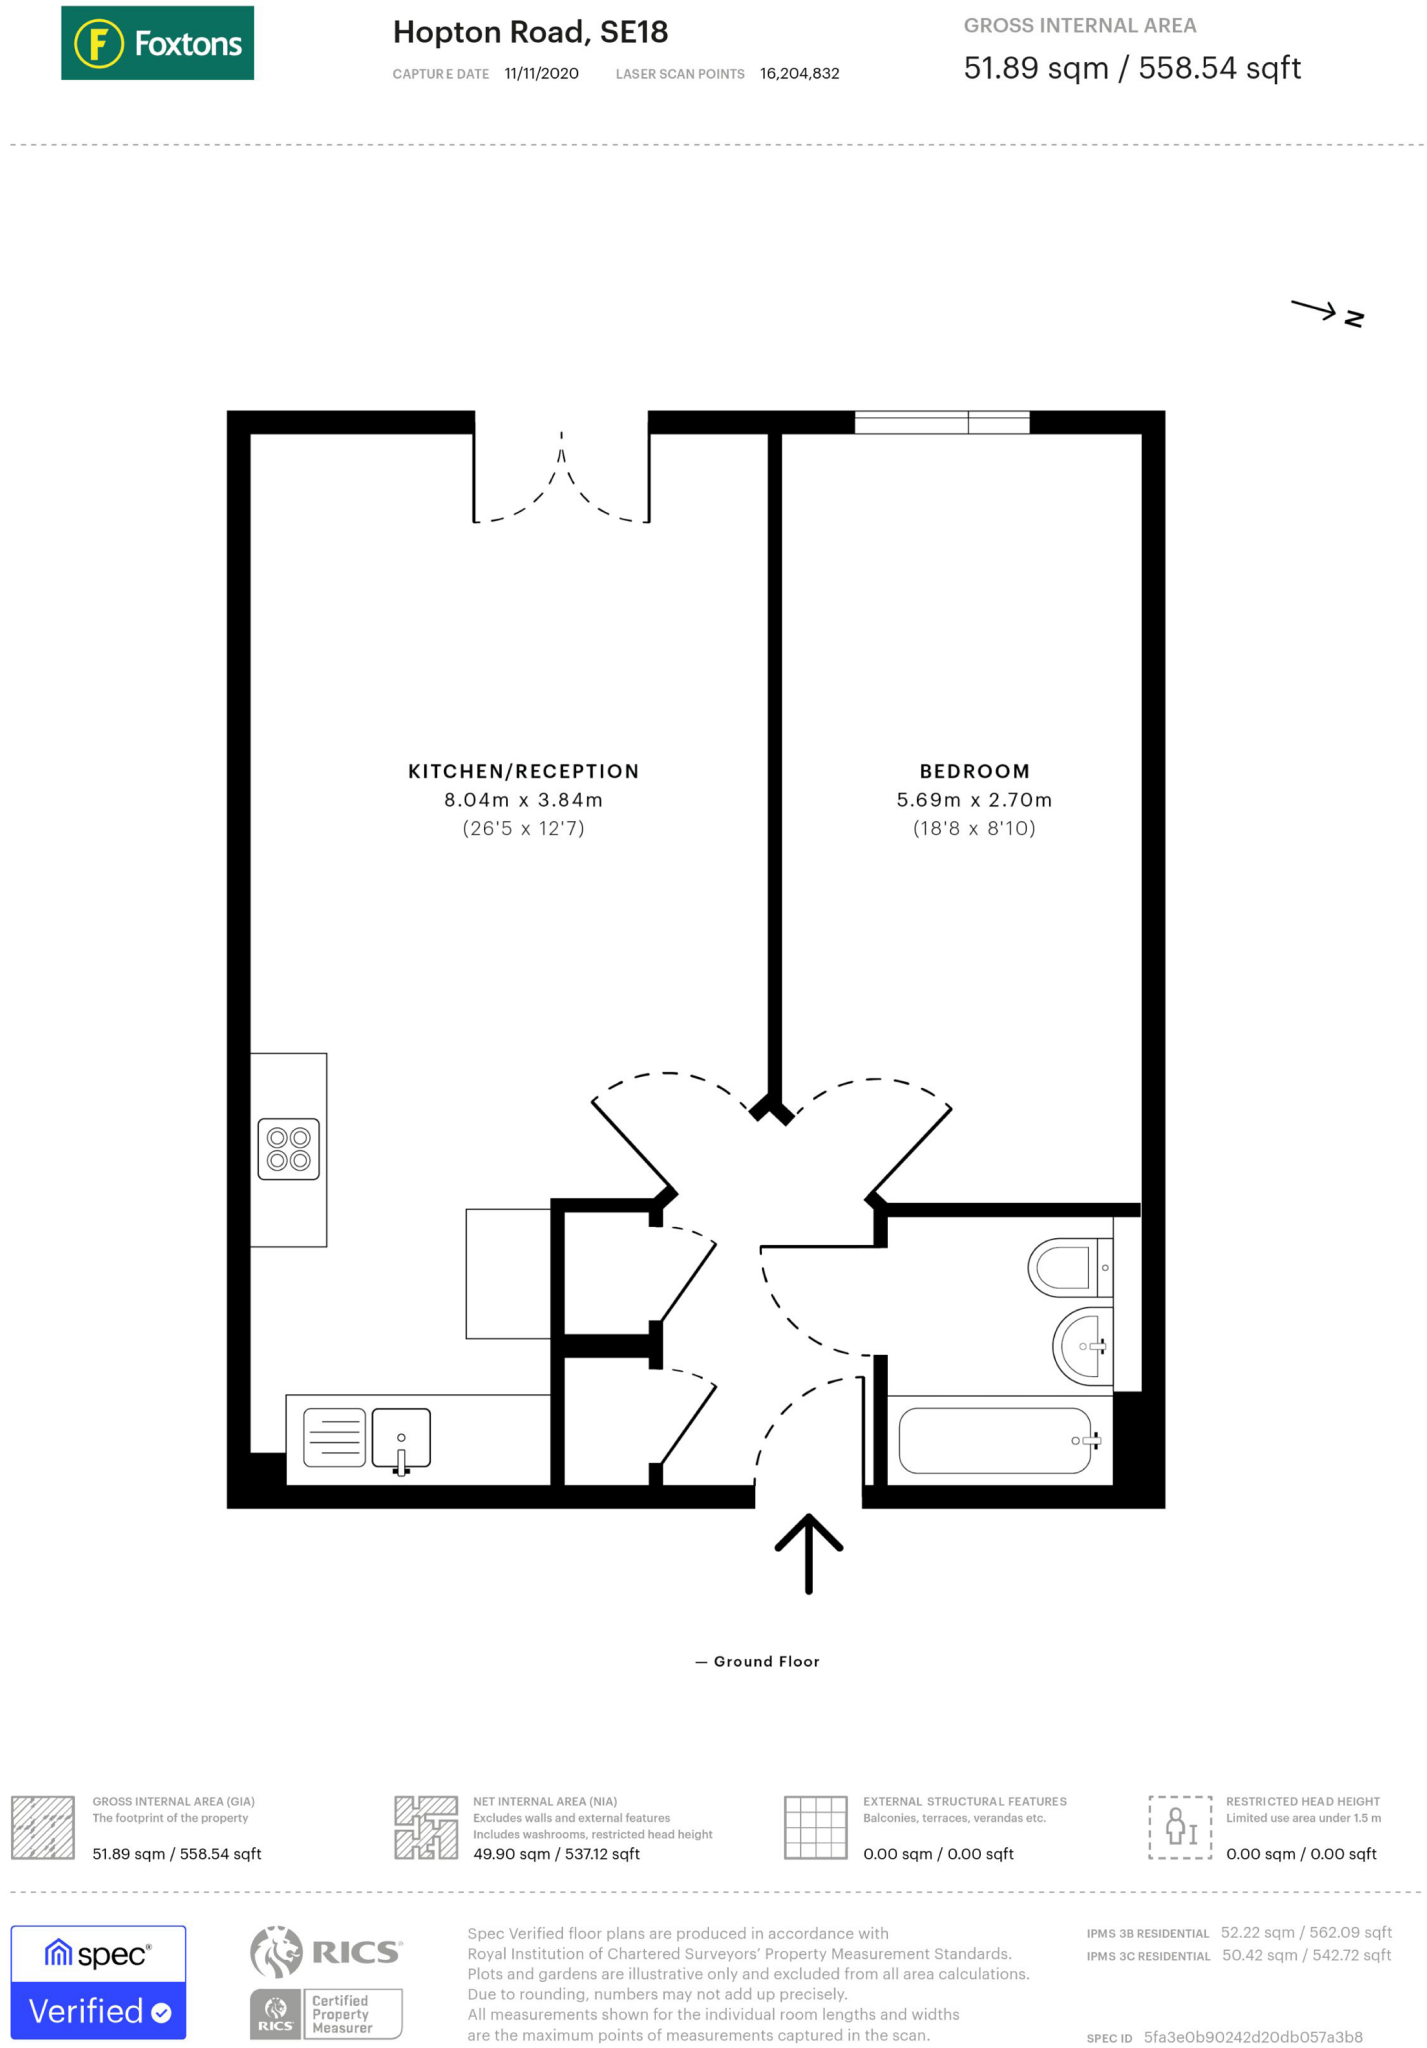 Foxtons
Hopton Road, SE18
CAPTURE DATE 11/11/2020 LASER SCAN POINTS 16,204,832
GROSS INTERNAL AREA
51.89 sqm / 558.54 sqft
N
KITCHEN/RECEPTION
8.04m x 3.84m
(26'5 x 12'7)
BEDROOM
5.69m x 2.70m
(18'8 x 8'10)
— Ground Floor
GROSS INTERNAL AREA (GIA)
The footprint of the property
51.89 sqm / 558.54 sqft
NET INTERNAL AREA (NIA)
Excludes walls and external features
Includes washrooms, restricted head height
49.90 sqm / 537.12 sqft
EXTERNAL STRUCTURAL FEATURES
Balconies, terraces, verandas etc.
0.00 sqm / 0.00 sqft
RESTRICTED HEAD HEIGHT
Limited use area under 1.5 m
0.00 sqm / 0.00 sqft
spec®
Verified
RICS
RICS
Certified
Property
Measurer
Spec Verified floor plans are produced in accordance with
Royal Institution of Chartered Surveyors' Property Measurement Standards.
Plots and gardens are illustrative only and excluded from all area calculations.
Due to rounding, numbers may not add up precisely.
All measurements shown for the individual room lengths and widths
are the maximum points of measurements captured in the scan.
IPMS 3B RESIDENTIAL 52.22 sqm / 562.09 sqft
IPMS 3C RESIDENTIAL 50.42 sqm / 542.72 sqft
SPEC ID 5fa3e0b90242d20db057a3b8